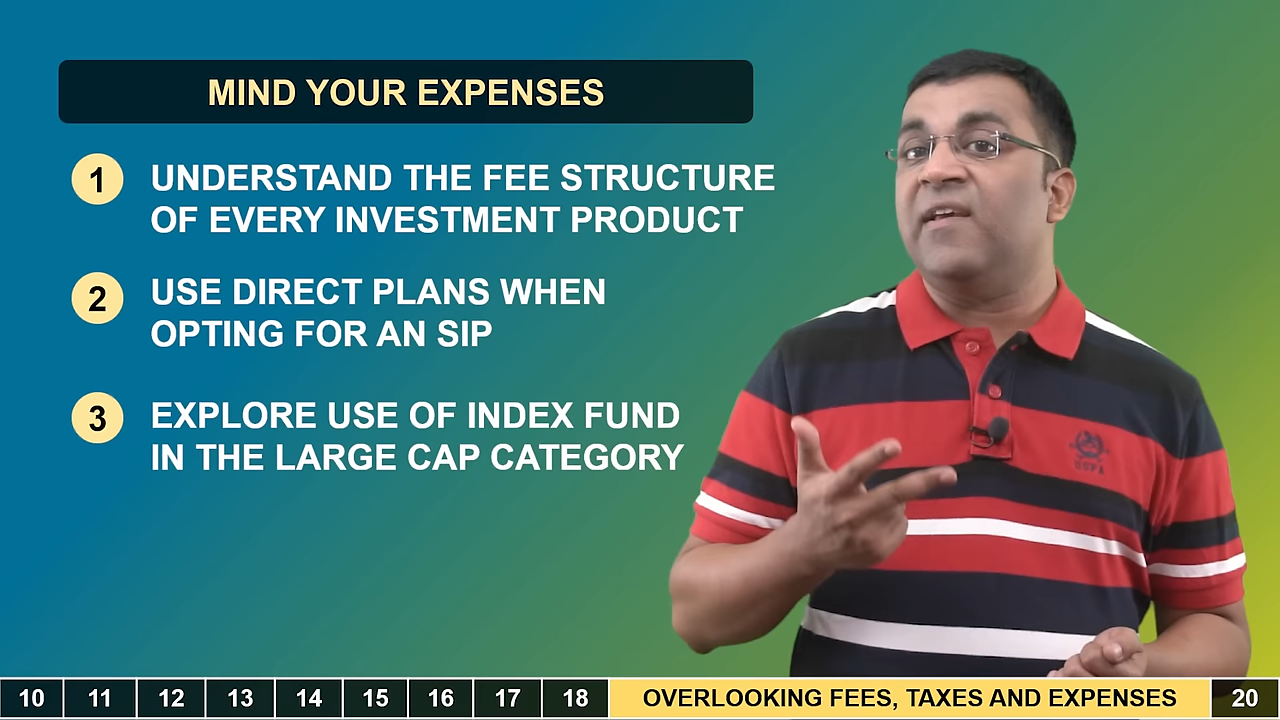 MIND YOUR EXPENSES
1 UNDERSTAND THE FEE STRUCTURE
OF EVERY INVESTMENT PRODUCT
2 USE DIRECT PLANS WHEN
OPTING FOR AN SIP
3 EXPLORE USE OF INDEX FUND
IN THE LARGE CAP CATEGORY
USPA
10 11 12 13 14 15 16 17 18 OVERLOOKING FEES, TAXES AND EXPENSES 20